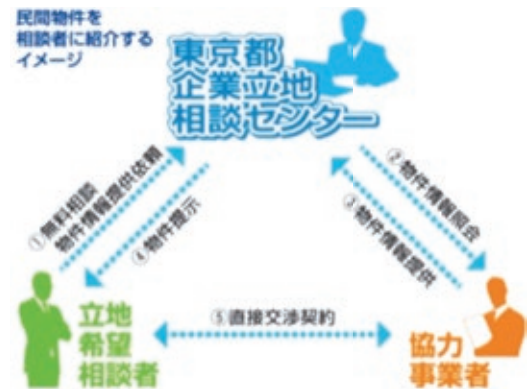 民間物件を
相談者に紹介する
イメージ
東京都
企業立地
相談センター
①無料相談
物件情報提供依頼
②物件情報照会
③物件情報提供
④物件提示
立地
希望
相談者
⑤直接交渉契約
協力
事業者